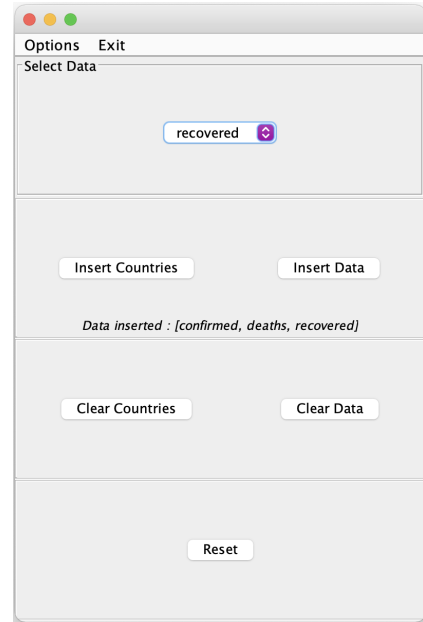 Options Exit
Select Data
recovered
Insert Countries Insert Data
Data inserted : [confirmed, deaths, recovered]
Clear Countries Clear Data
Reset